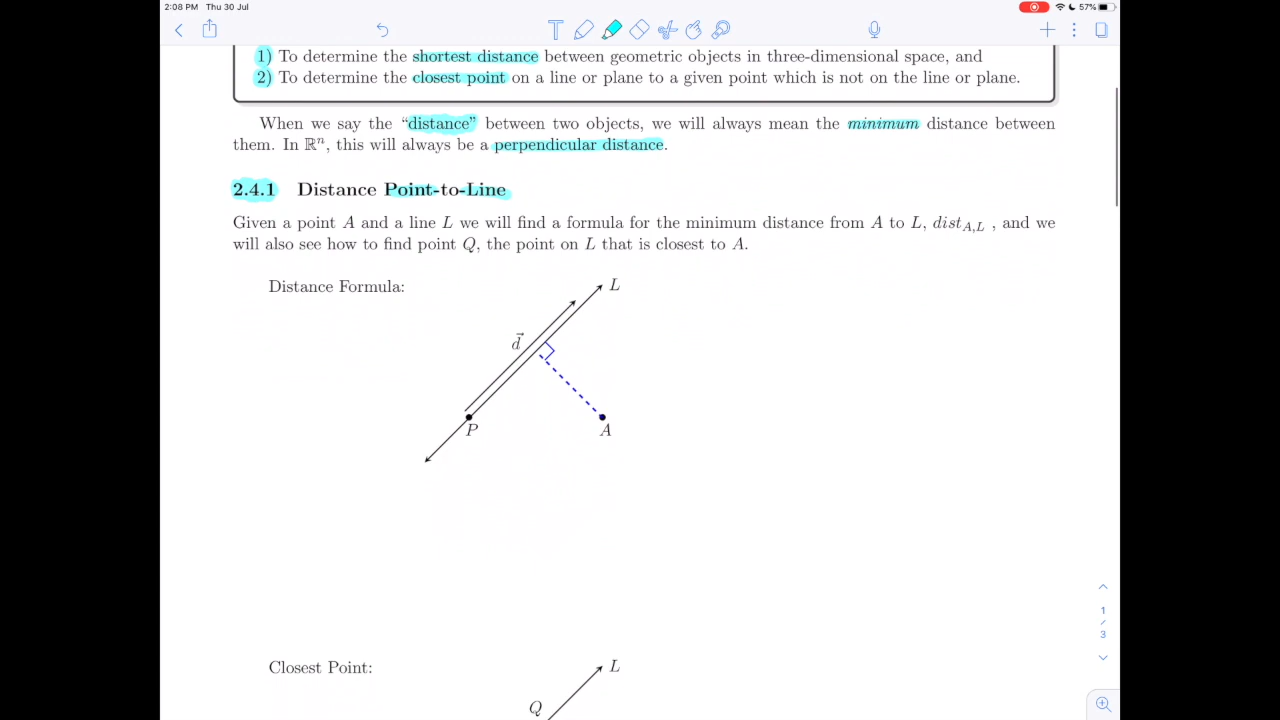 2:08 PM Thu 30 Jul
57%
1) To determine the shortest distance between geometric objects in three-dimensional space, and
2) To determine the closest point on a line or plane to a given point which is not on the line or plane.
When we say the “distance” between two objects, we will always mean the minimum distance between
them. In ℝⁿ, this will always be a perpendicular distance.
2.4.1 Distance Point-to-Line
Given a point A and a line L we will find a formula for the minimum distance from A to L, dist_{A,L} , and we
will also see how to find point Q, the point on L that is closest to A.
Distance Formula:
L
d⃗
P
A
1
/
3
Closest Point:
L
Q